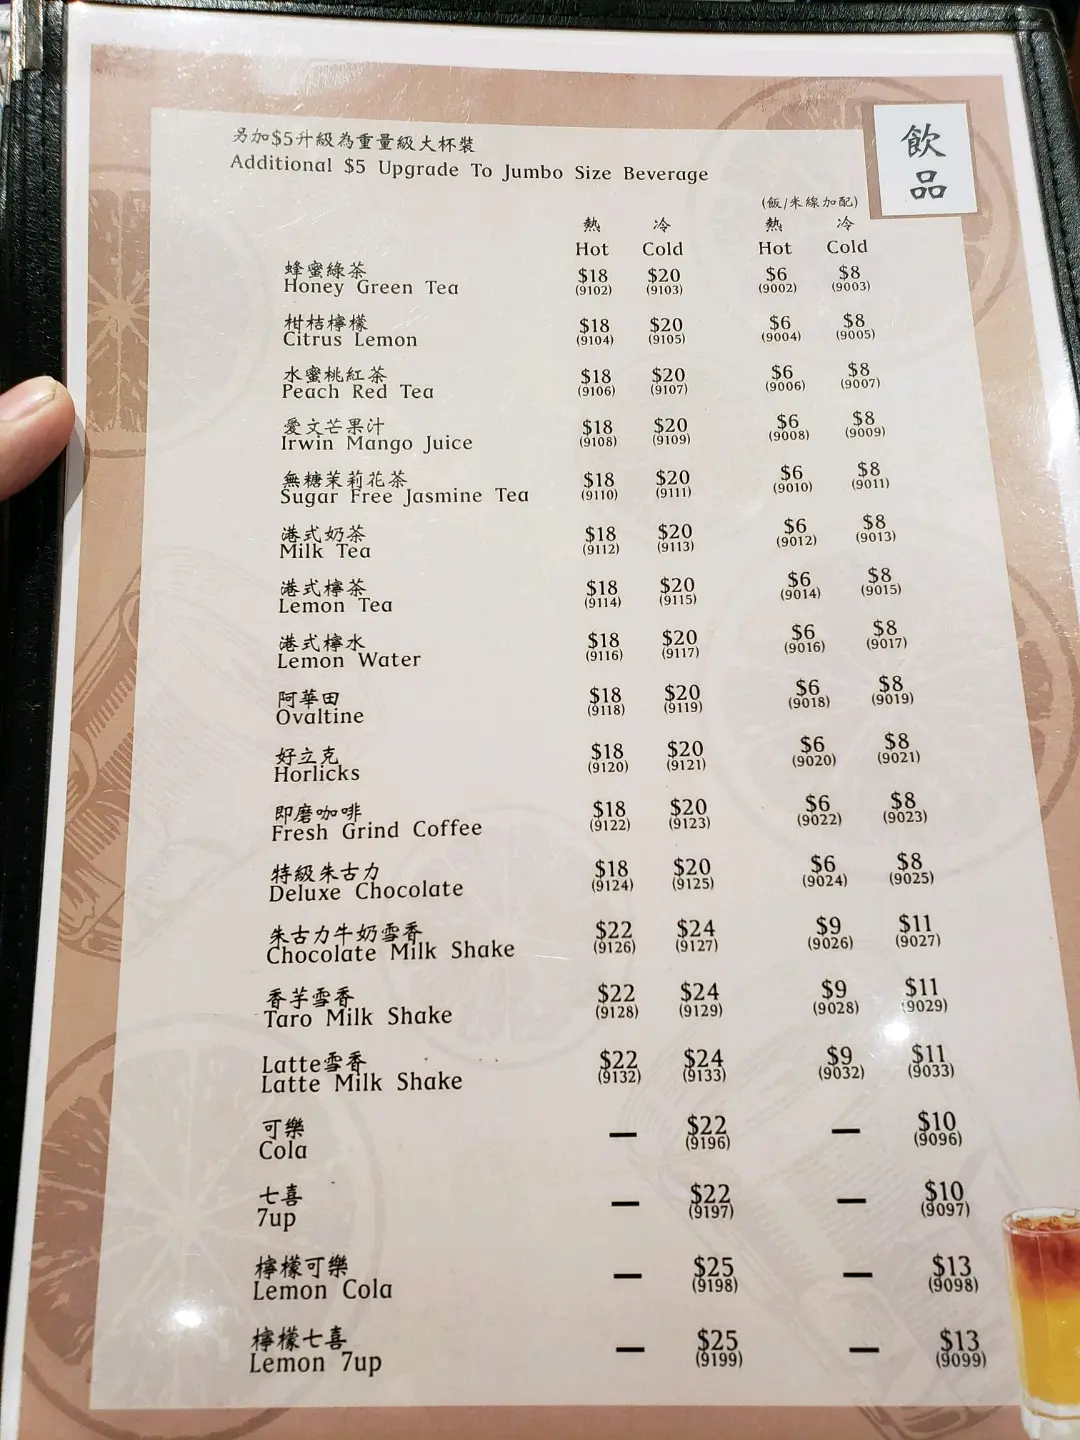 另加$5升級為重量級大杯裝
Additional $5 Upgrade To Jumbo Size Beverage
飲品
(飯/米線加配)
熱 冷 熱 冷
Hot Cold Hot Cold
蜂蜜綠茶
Honey Green Tea $18 $20 $6 $8
(9102) (9103) (9002) (9003)
柑桔檸檬
Citrus Lemon $18 $20 $6 $8
(9104) (9105) (9004) (9005)
水蜜桃紅茶
Peach Red Tea $18 $20 $6 $8
(9106) (9107) (9006) (9007)
愛文芒果汁
Irwin Mango Juice $18 $20 $6 $8
(9108) (9109) (9008) (9009)
無糖茉莉花茶
Sugar Free Jasmine Tea $18 $20 $6 $8
(9110) (9111) (9010) (9011)
港式奶茶
Milk Tea $18 $20 $6 $8
(9112) (9113) (9012) (9013)
港式檸茶
Lemon Tea $18 $20 $6 $8
(9114) (9115) (9014) (9015)
港式檸水
Lemon Water $18 $20 $6 $8
(9116) (9117) (9016) (9017)
阿華田
Ovaltine $18 $20 $6 $8
(9118) (9119) (9018) (9019)
好立克
Horlicks $18 $20 $6 $8
(9120) (9121) (9020) (9021)
即磨咖啡
Fresh Grind Coffee $18 $20 $6 $8
(9122) (9123) (9022) (9023)
特級朱古力
Deluxe Chocolate $18 $20 $6 $8
(9124) (9125) (9024) (9025)
朱古力牛奶雪香
Chocolate Milk Shake $22 $24 $9 $11
(9126) (9127) (9026) (9027)
香芋雪香
Taro Milk Shake $22 $24 $9 $11
(9128) (9129) (9028) (9029)
Latte雪香
Latte Milk Shake $22 $24 $9 $11
(9132) (9133) (9032) (9033)
可樂
Cola — $22 — $10
(9196) (9096)
七喜
7up — $22 — $10
(9197) (9097)
檸檬可樂
Lemon Cola — $25 — $13
(9198) (9098)
檸檬七喜
Lemon 7up — $25 — $13
(9199) (9099)